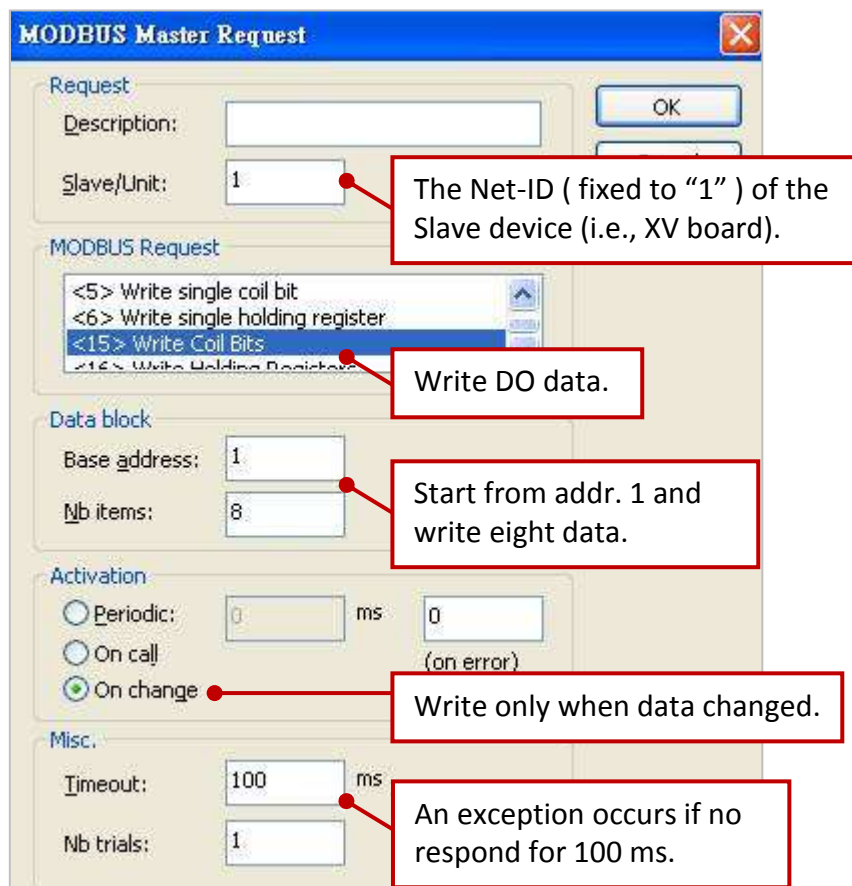 MODBUS Master Request
Request
OK
Description:
Slave/Unit: 1
The Net-ID ( fixed to “1” ) of the
Slave device (i.e., XV board).
MODBUS Request
<5> Write single coil bit
<6> Write single holding register
<15> Write Coil Bits
<16> Write Holding Registers
Write DO data.
Data block
Base address: 1
Nb items: 8
Start from addr. 1 and
write eight data.
Activation
Periodic: 0 ms 0
On call (on error)
On change
Write only when data changed.
Misc.
Timeout: 100 ms
An exception occurs if no
respond for 100 ms.
Nb trials: 1